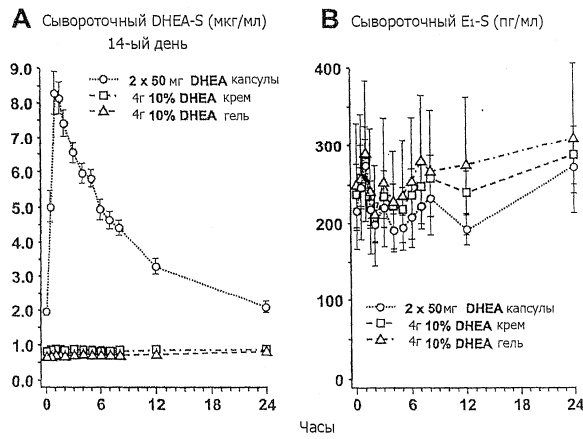 A Сывороточный DHEA-S (мкг/мл)
14-ый день
9.0
8.0
7.0
6.0
5.0
4.0
3.0
2.0
1.0
0.0
2 x 50 мг DHEA капсулы
4г 10% DHEA крем
4г 10% DHEA гель
0 6 12 18 24
B Сывороточный E1-S (пг/мл)
400
300
200
100
0
2 x 50мг DHEA капсулы
4г 10% DHEA крем
4г 10% DHEA гель
0 6 12 18 24
Часы